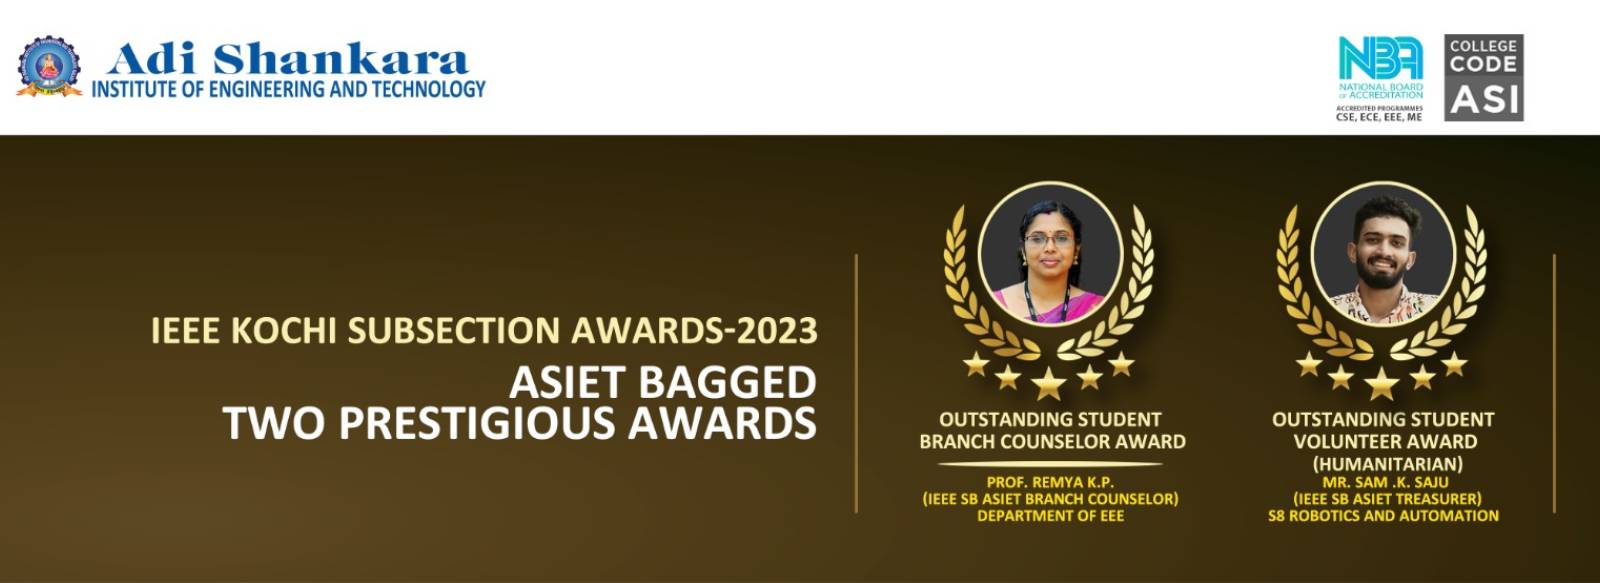 Adi Shankara
INSTITUTE OF ENGINEERING AND TECHNOLOGY
NBA
NATIONAL BOARD
OF ACCREDITATION
ACCREDITED PROGRAMMES
CSE, ECE, EEE, ME
COLLEGE
CODE
ASI
IEEE KOCHI SUBSECTION AWARDS-2023
ASIET BAGGED
TWO PRESTIGIOUS AWARDS
OUTSTANDING STUDENT
BRANCH COUNSELOR AWARD
PROF. REMYA K.P.
(IEEE SB ASIET BRANCH COUNSELOR)
DEPARTMENT OF EEE
OUTSTANDING STUDENT
VOLUNTEER AWARD
(HUMANITARIAN)
MR. SAM .K. SAJU
(IEEE SB ASIET TREASURER)
S8 ROBOTICS AND AUTOMATION